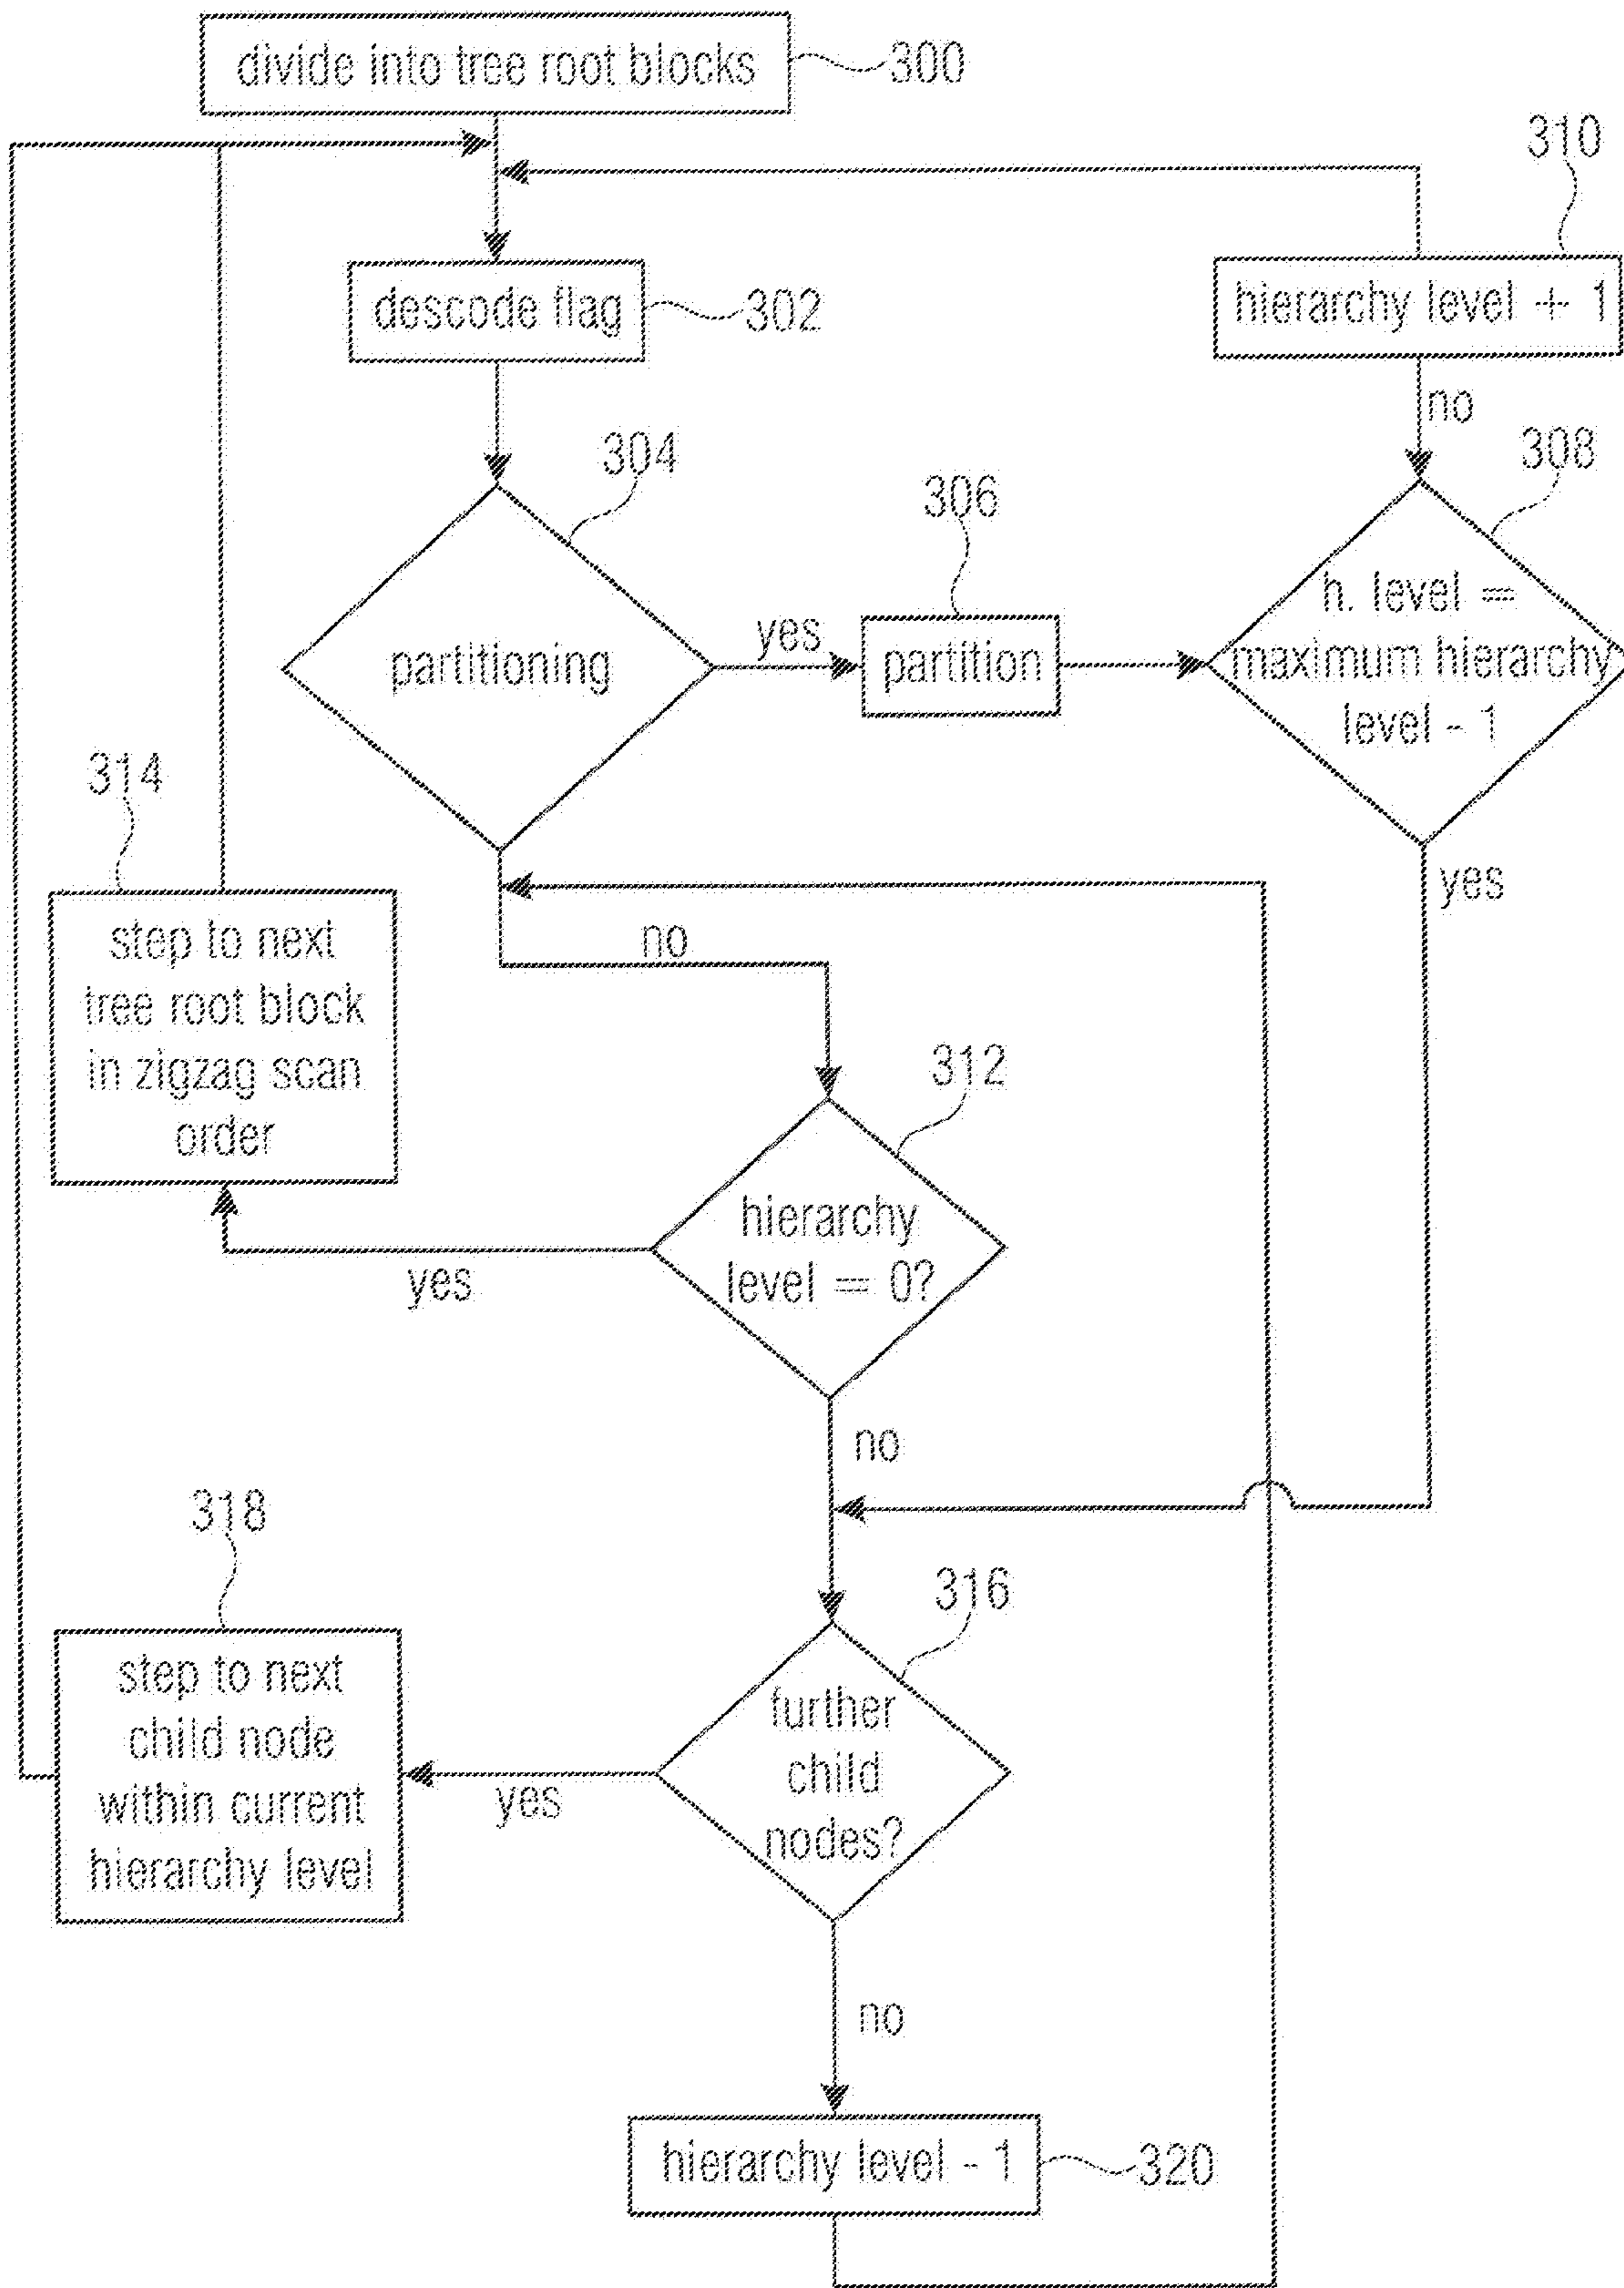 divide into tree root blocks
300
310
descode flag
302
hierarchy level + 1
no
304
306
308
partitioning
yes
partition
h. level =
maximum hierarchy
level - 1
314
yes
step to next
tree root block
in zigzag scan
order
no
312
hierarchy
level == 0?
yes
no
318
316
step to next
child node
within current
hierarchy level
further
child
nodes?
yes
no
hierarchy level - 1
320